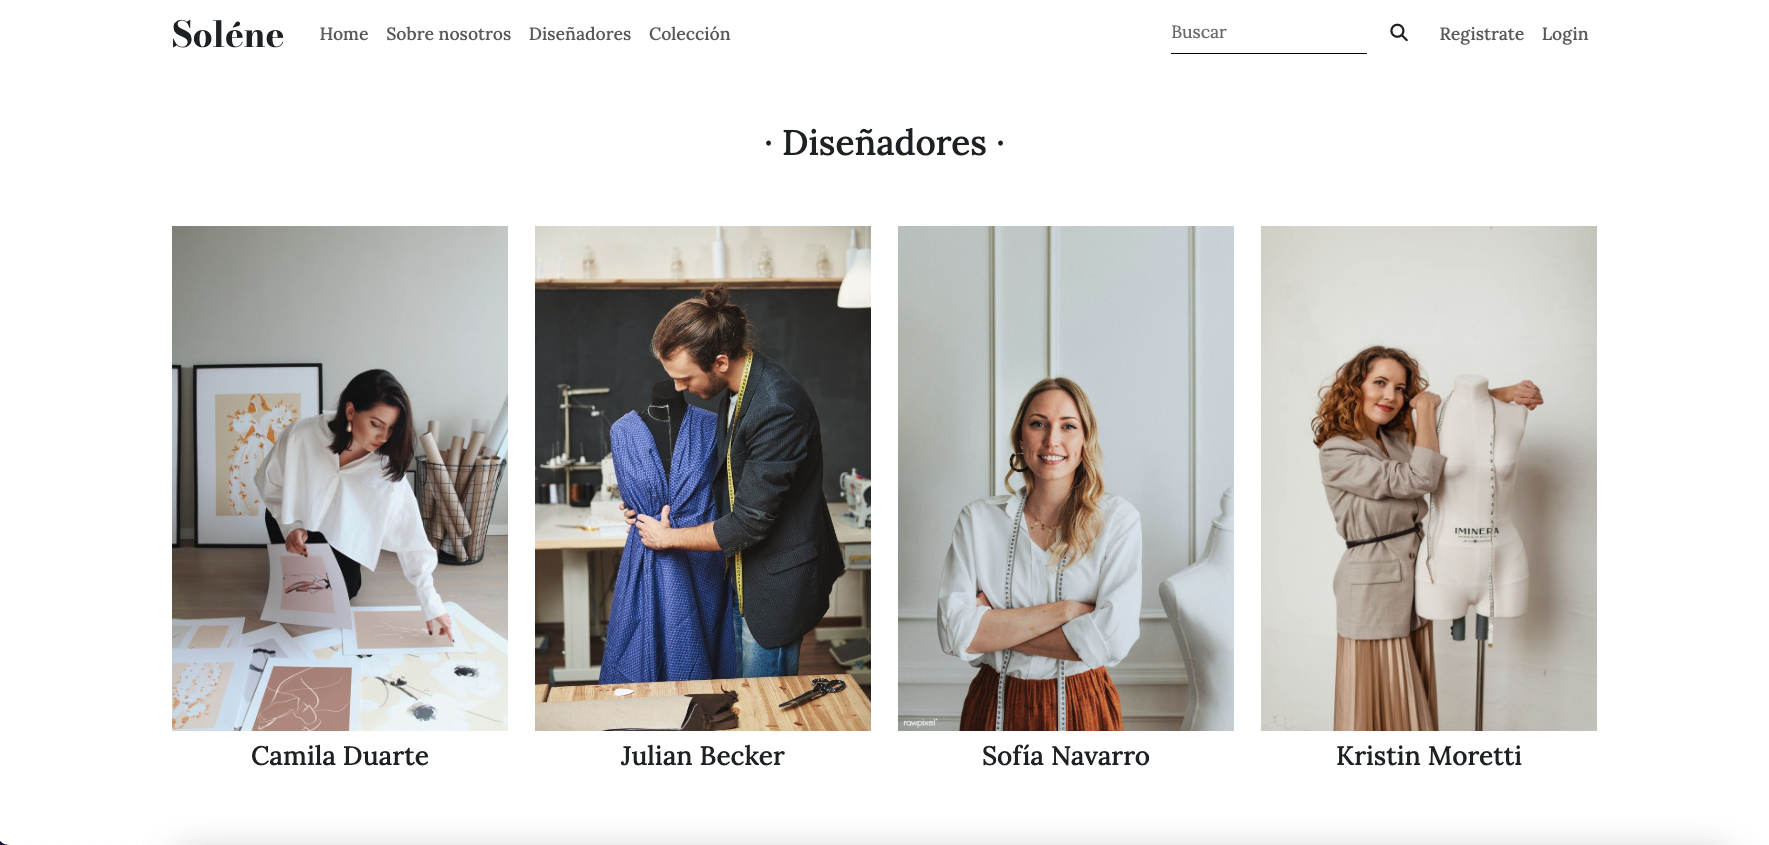 Soléne Home Sobre nosotros Diseñadores Colección Buscar Registrate Login
· Diseñadores ·
IMINERA
rawpixel
Camila Duarte Julian Becker Sofía Navarro Kristin Moretti